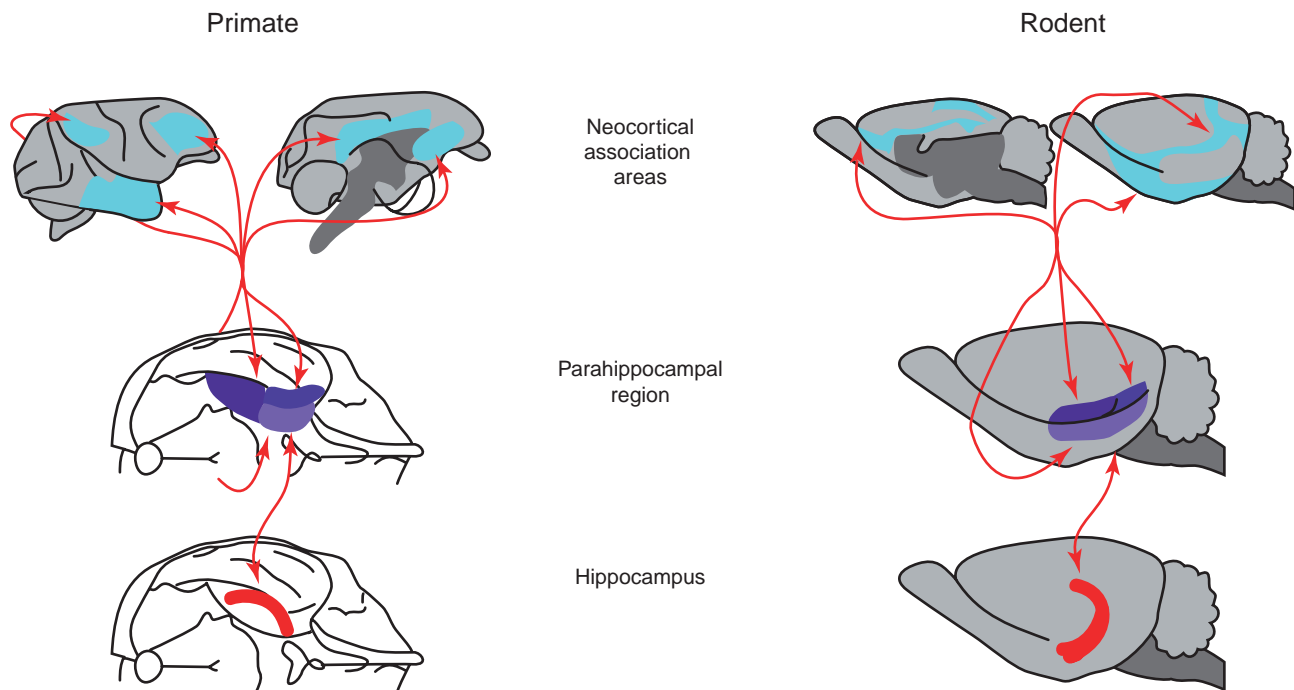 Primate
Rodent
Neocortical
association
areas
Parahippocampal
region
Hippocampus